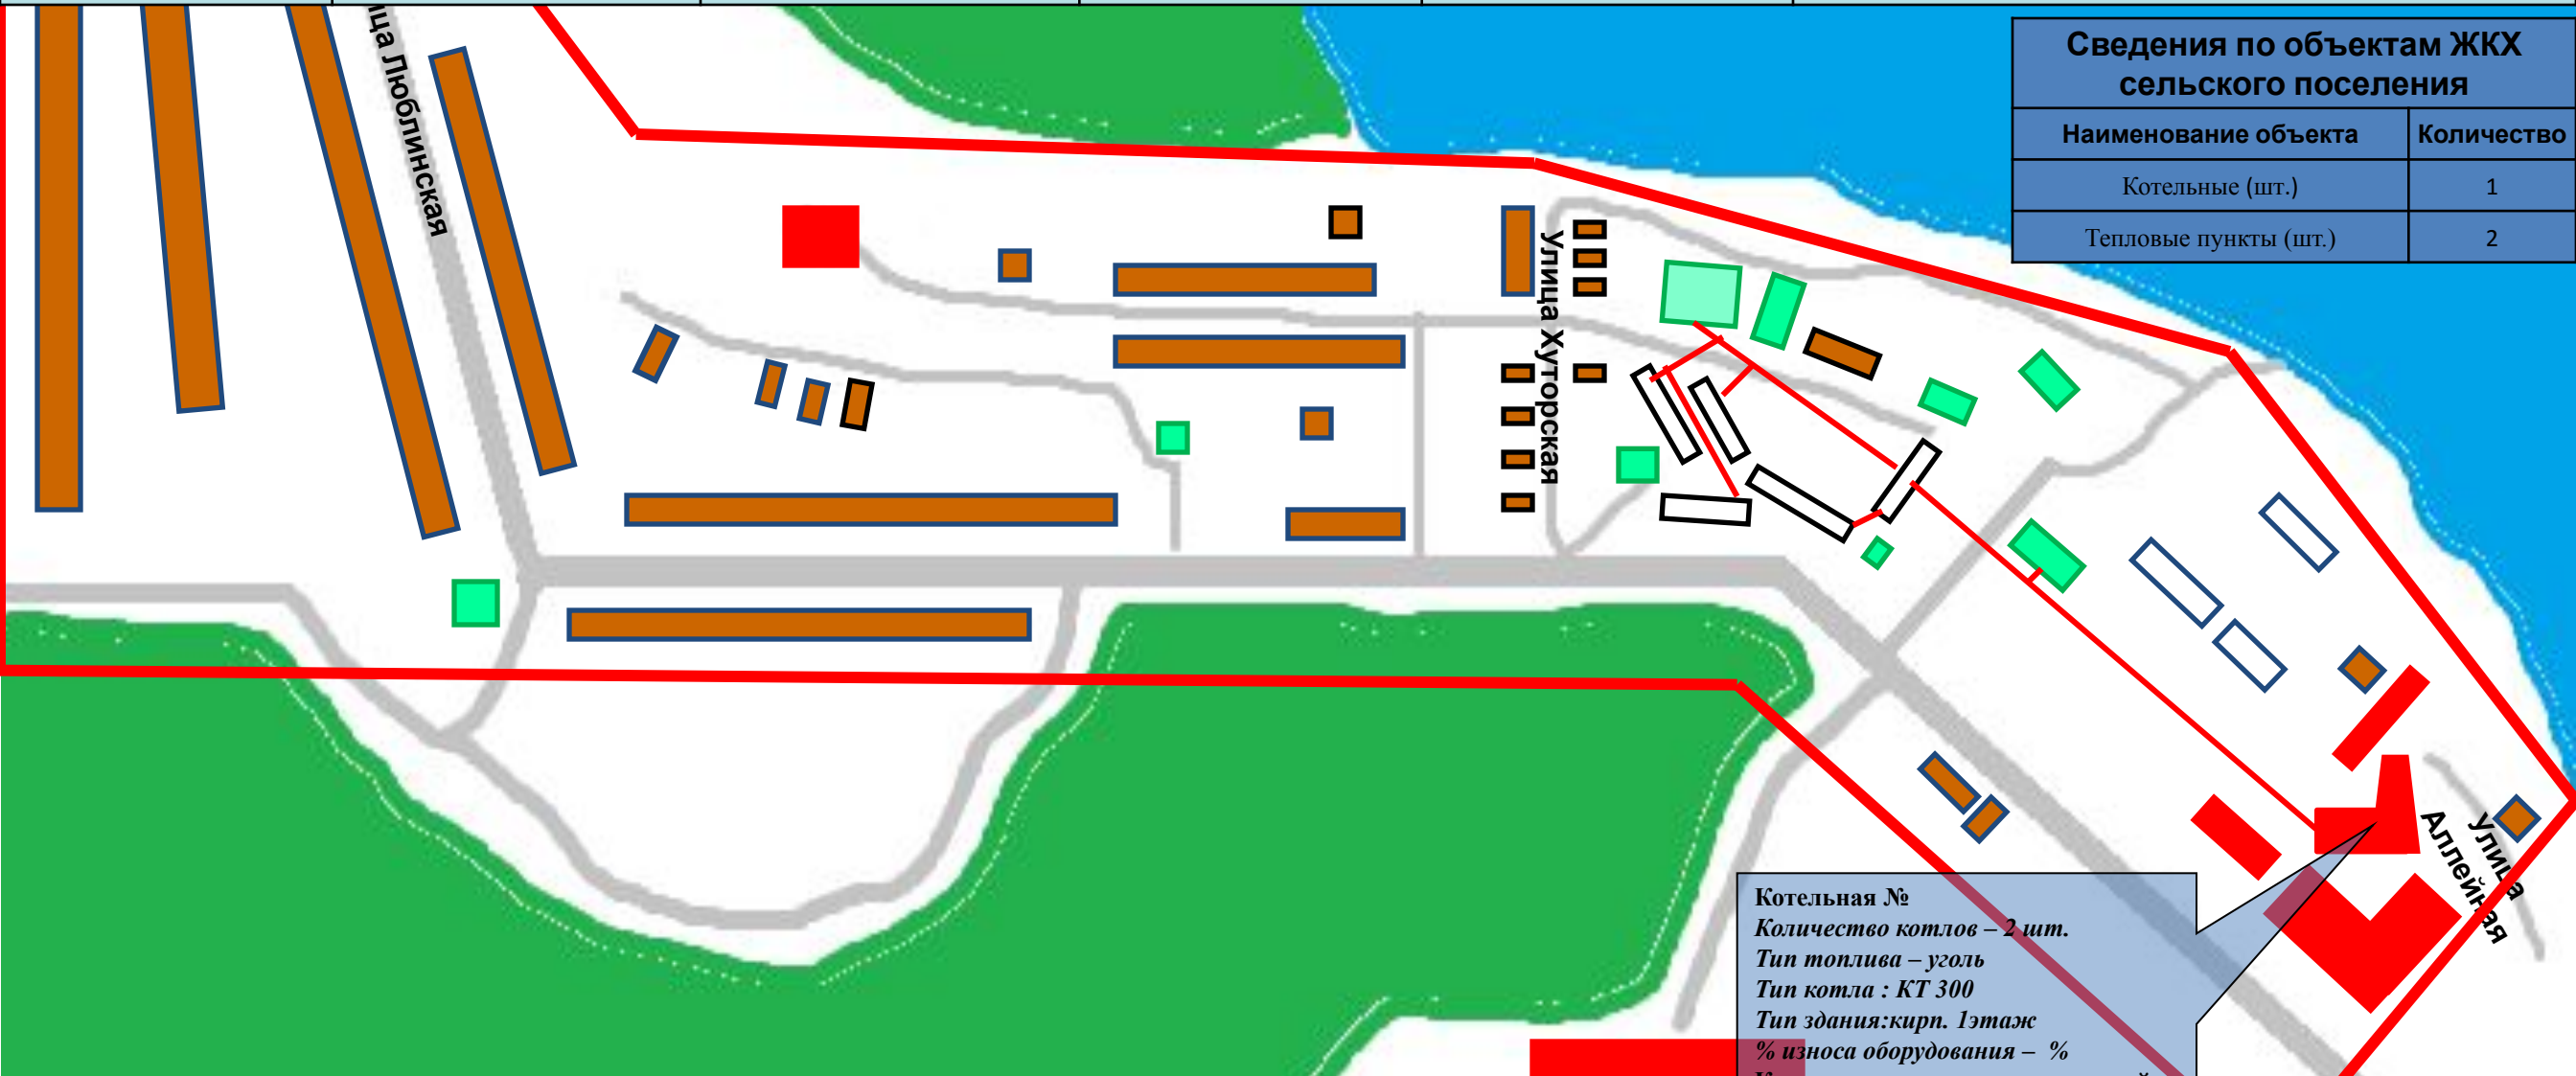 ца Люблинская
Сведения по объектам ЖКХ
сельского поселения
Наименование объекта Количество
Котельные (шт.) 1
Тепловые пункты (шт.) 2
Улица Хуторская
Улица
Аллейная
Котельная №
Количество котлов – 2 шт.
Тип топлива – уголь
Тип котла : КТ 300
Тип здания:кирп. 1этаж
% износа оборудования – %